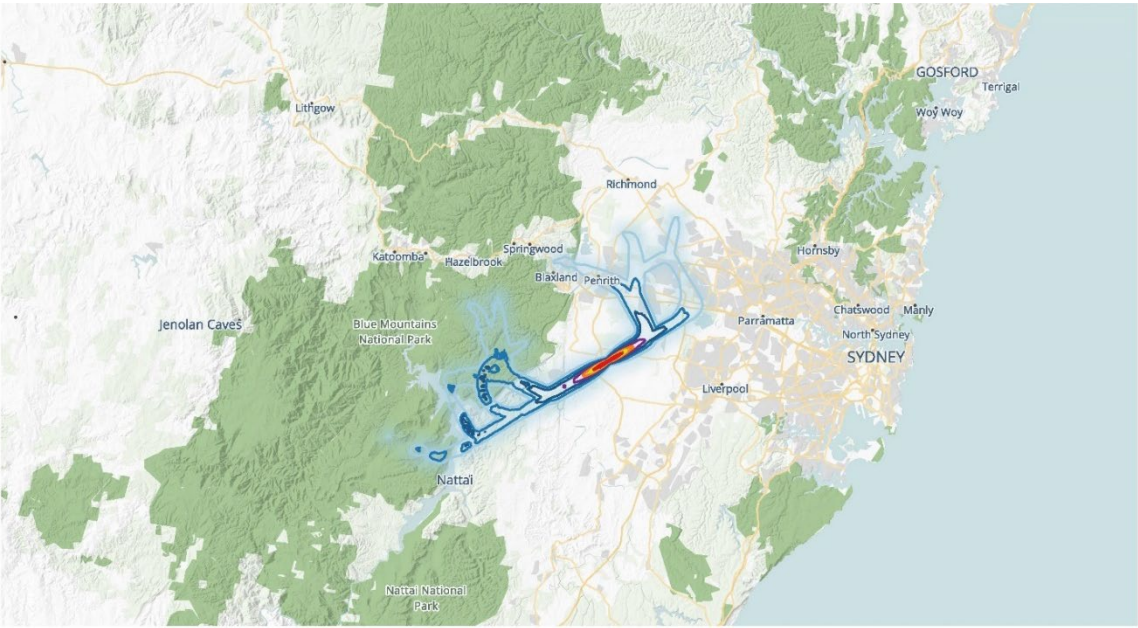 GOSFORD
Terrigal
Woy Woy
Lithgow
Richmond
Springwood
Hornsby
Katoomba
Hazelbrook
Blaxland
Penrith
Chatswood
Manly
Jenolan Caves
Blue Mountains
National Park
Parramatta
North Sydney
SYDNEY
Liverpool
Nattai
Nattai National
Park